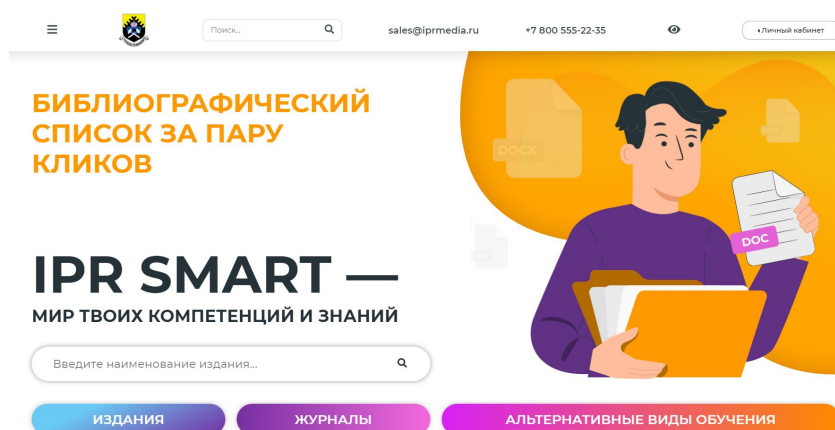 Поиск...
sales@iprmedia.ru
+7 800 555-22-35
Личный кабинет
БИБЛИОГРАФИЧЕСКИЙ
СПИСОК ЗА ПАРУ
КЛИКОВ
DOCX
DOC
IPR SMART —
МИР ТВОИХ КОМПЕТЕНЦИЙ И ЗНАНИЙ
Введите наименование издания...
ИЗДАНИЯ
ЖУРНАЛЫ
АЛЬТЕРНАТИВНЫЕ ВИДЫ ОБУЧЕНИЯ